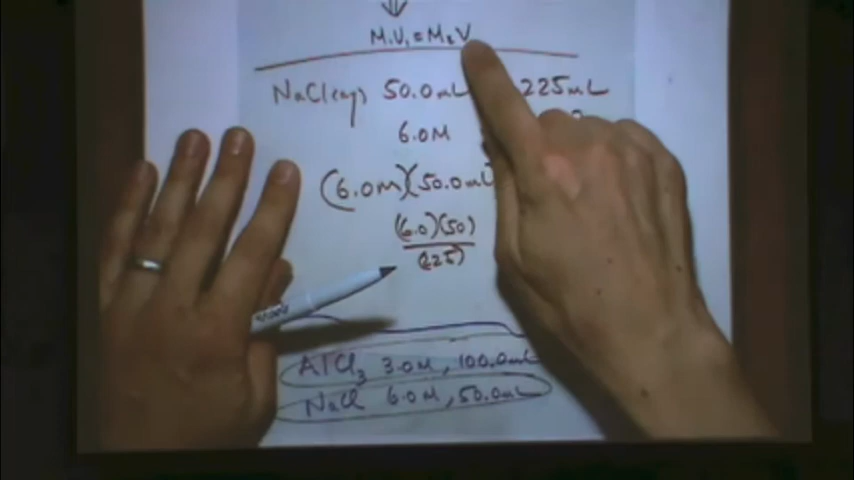 M₁V₁ = M₂V
NaCl(aq) 50.0mL 225mL
6.0M
(6.0M)(50.0mL
(6.0)(50)
(225)
AlCl₃ 3.0M, 100.0mL
NaCl 6.0M, 50.0mL